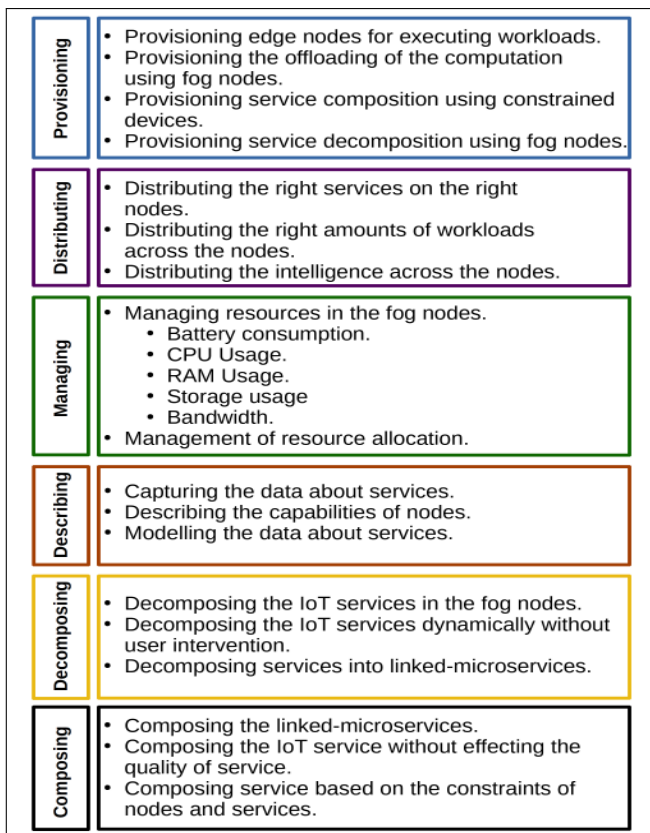 Provisioning
• Provisioning edge nodes for executing workloads.
• Provisioning the offloading of the computation
using fog nodes.
• Provisioning service composition using constrained
devices.
• Provisioning service decomposition using fog nodes.
Distributing
• Distributing the right services on the right
nodes.
• Distributing the right amounts of workloads
across the nodes.
• Distributing the intelligence across the nodes.
Managing
• Managing resources in the fog nodes.
• Battery consumption.
• CPU Usage.
• RAM Usage.
• Storage usage
• Bandwidth.
• Management of resource allocation.
Describing
• Capturing the data about services.
• Describing the capabilities of nodes.
• Modelling the data about services.
Decomposing
• Decomposing the IoT services in the fog nodes.
• Decomposing the IoT services dynamically without
user intervention.
• Decomposing services into linked-microservices.
Composing
• Composing the linked-microservices.
• Composing the IoT service without effecting the
quality of service.
• Composing service based on the constraints of
nodes and services.